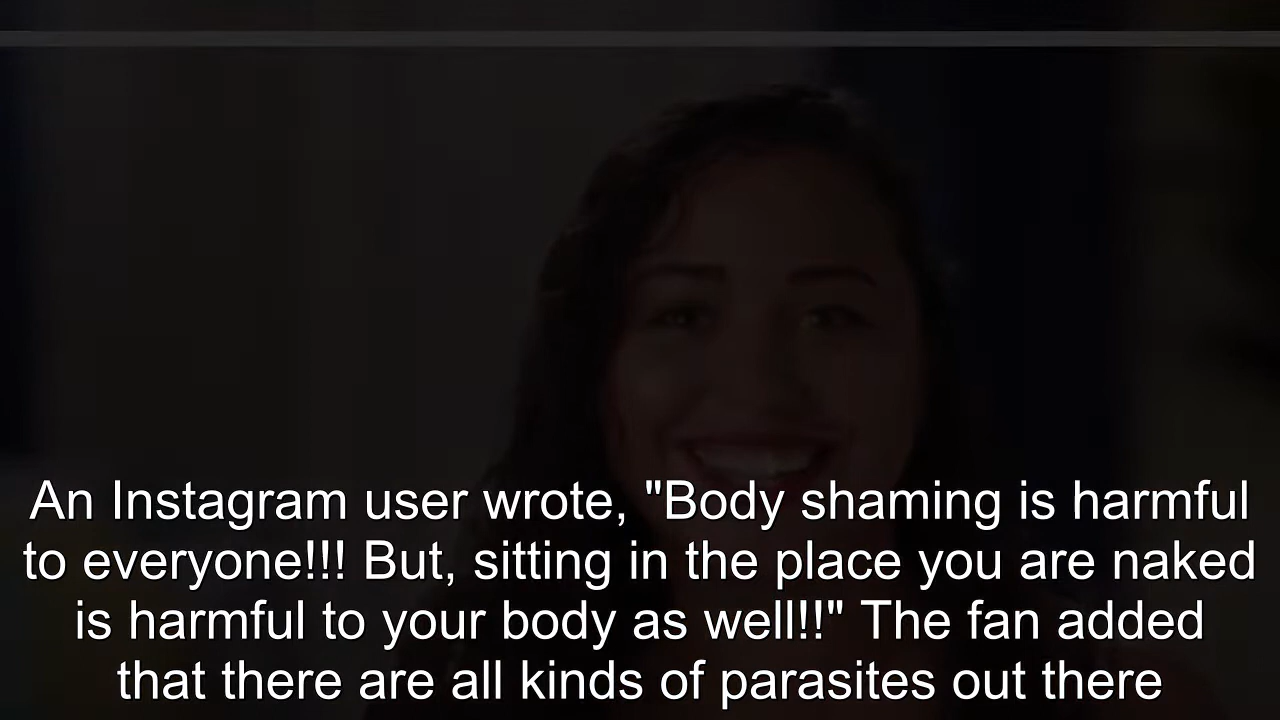 An Instagram user wrote, "Body shaming is harmful
to everyone!!! But, sitting in the place you are naked
is harmful to your body as well!!" The fan added
that there are all kinds of parasites out there